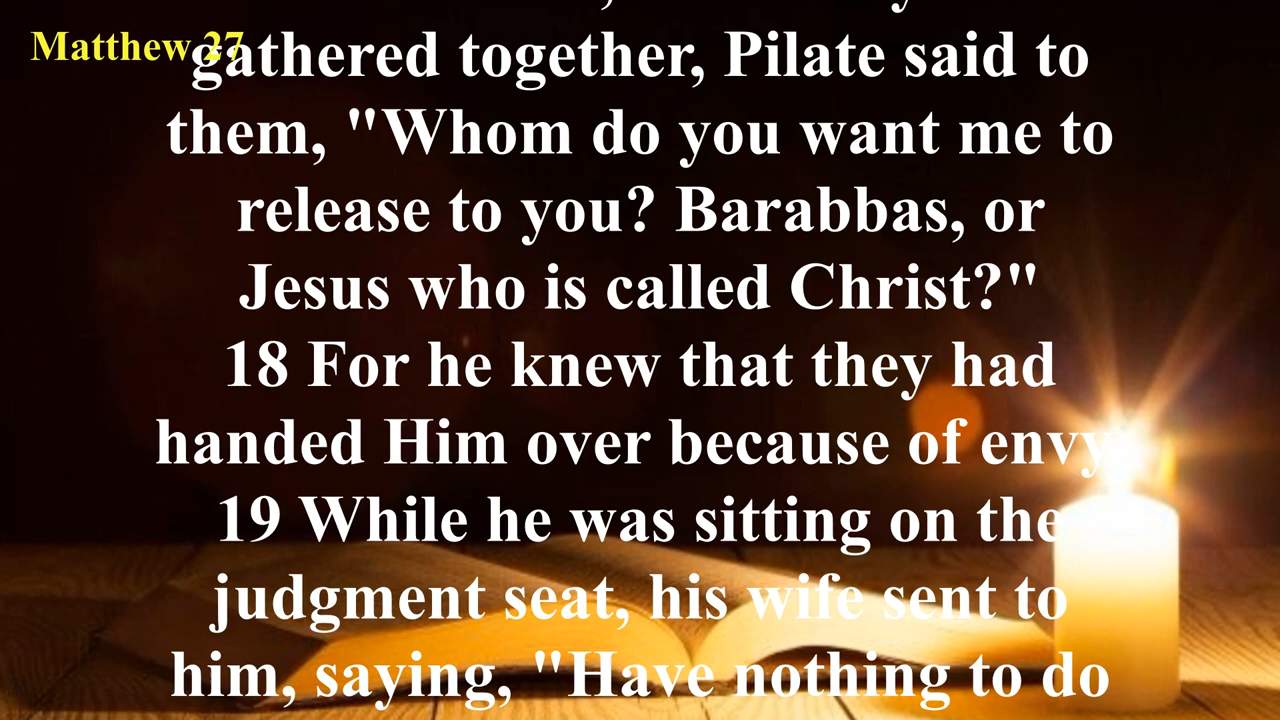 Matthew 27
gathered together, Pilate said to
them, "Whom do you want me to
release to you? Barabbas, or
Jesus who is called Christ?"
18 For he knew that they had
handed Him over because of envy.
19 While he was sitting on the
judgment seat, his wife sent to
him, saying, "Have nothing to do